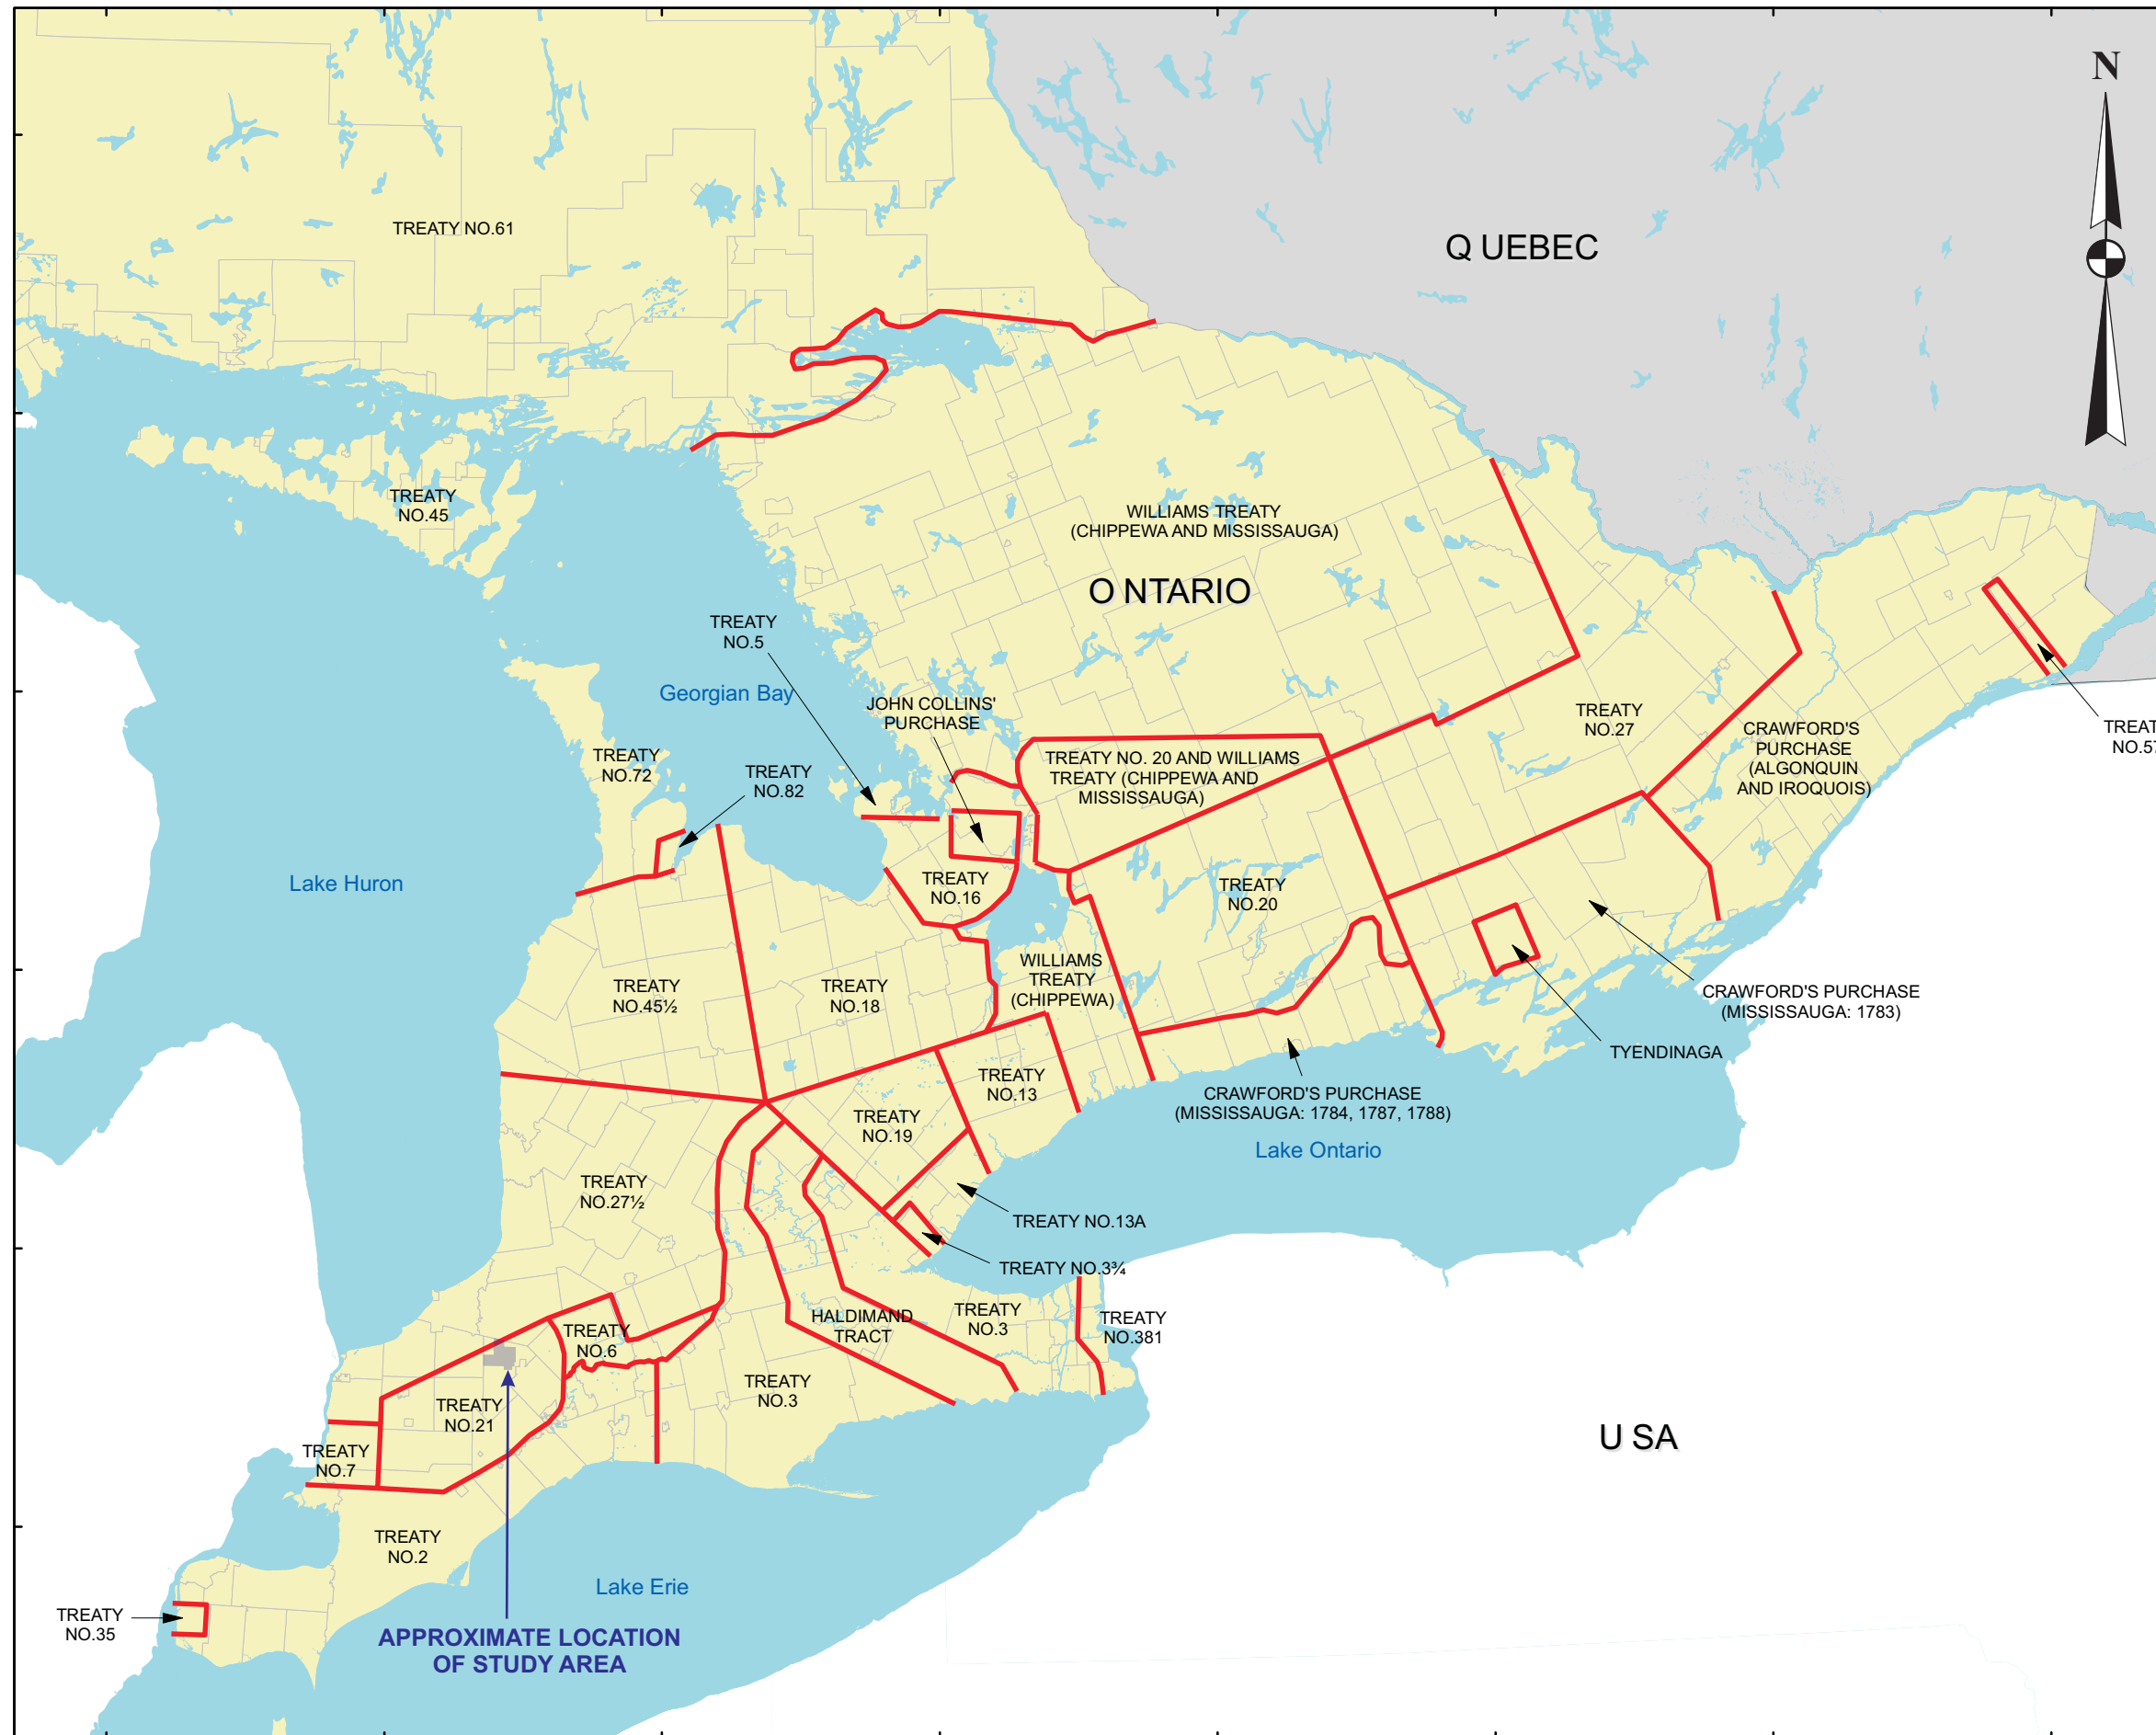 N
TREATY NO.61
Q UEBEC
TREATY
NO.45
WILLIAMS TREATY
(CHIPPEWA AND MISSISSAUGA)
O NTARIO
TREATY
NO.5
Georgian Bay
JOHN COLLINS'
PURCHASE
TREATY
NO.27
CRAWFORD'S
PURCHASE
(ALGONQUIN
AND IROQUOIS)
TREAT
NO.57
TREATY
NO.72
TREATY
NO.82
TREATY NO. 20 AND WILLIAMS
TREATY (CHIPPEWA AND
MISSISSAUGA)
Lake Huron
TREATY
NO.16
TREATY
NO.20
TREATY
NO.45½
TREATY
NO.18
WILLIAMS
TREATY
(CHIPPEWA)
CRAWFORD'S PURCHASE
(MISSISSAUGA: 1783)
TYENDINAGA
TREATY
NO.13
CRAWFORD'S PURCHASE
(MISSISSAUGA: 1784, 1787, 1788)
TREATY
NO.19
Lake Ontario
TREATY
NO.27½
TREATY NO.13A
TREATY NO.3¾
HALDIMAND
TRACT
TREATY
NO.3
TREATY
NO.381
TREATY
NO.6
TREATY
NO.3
TREATY
NO.21
TREATY
NO.7
U SA
TREATY
NO.2
Lake Erie
TREATY
NO.35
APPROXIMATE LOCATION
OF STUDY AREA